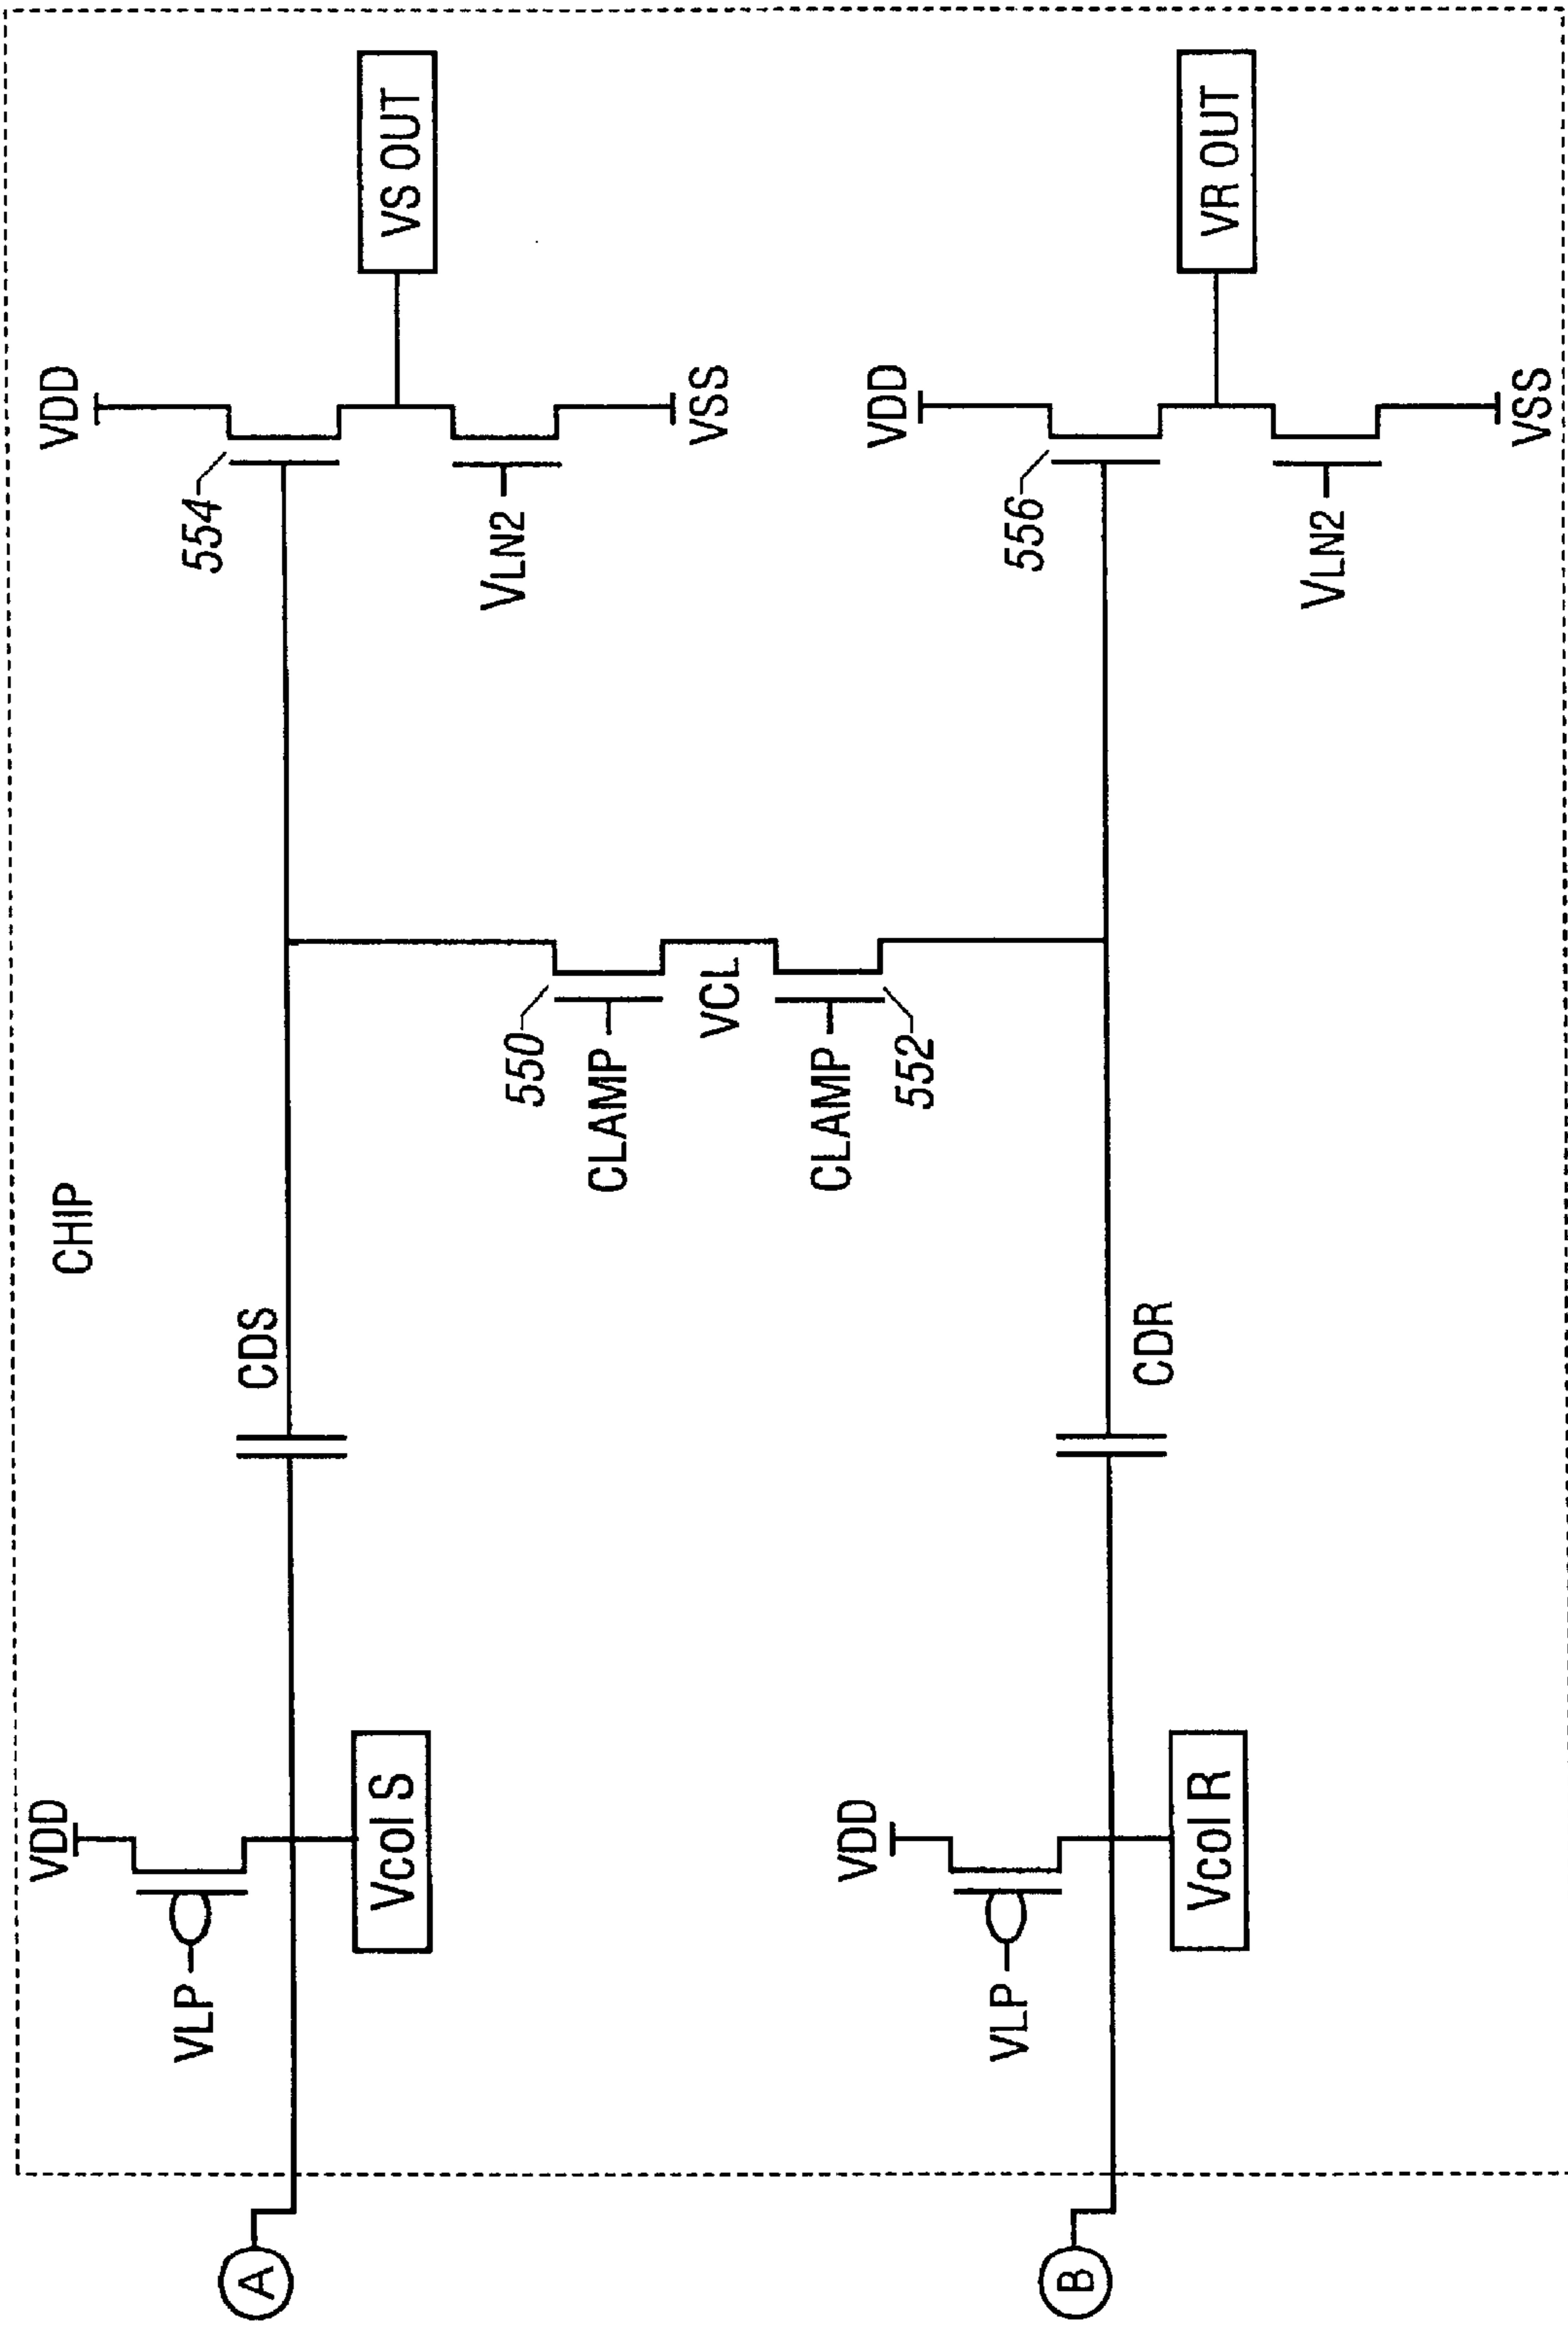 CHIP
VDD
VDD
554
CDS
VS OUT
VLP
VLN2
Vcol S
VSS
550
CLAMP
VCL
CLAMP
552
VDD
VDD
556
VR OUT
VLP
CDR
VLN2
Vcol R
VSS
A
B